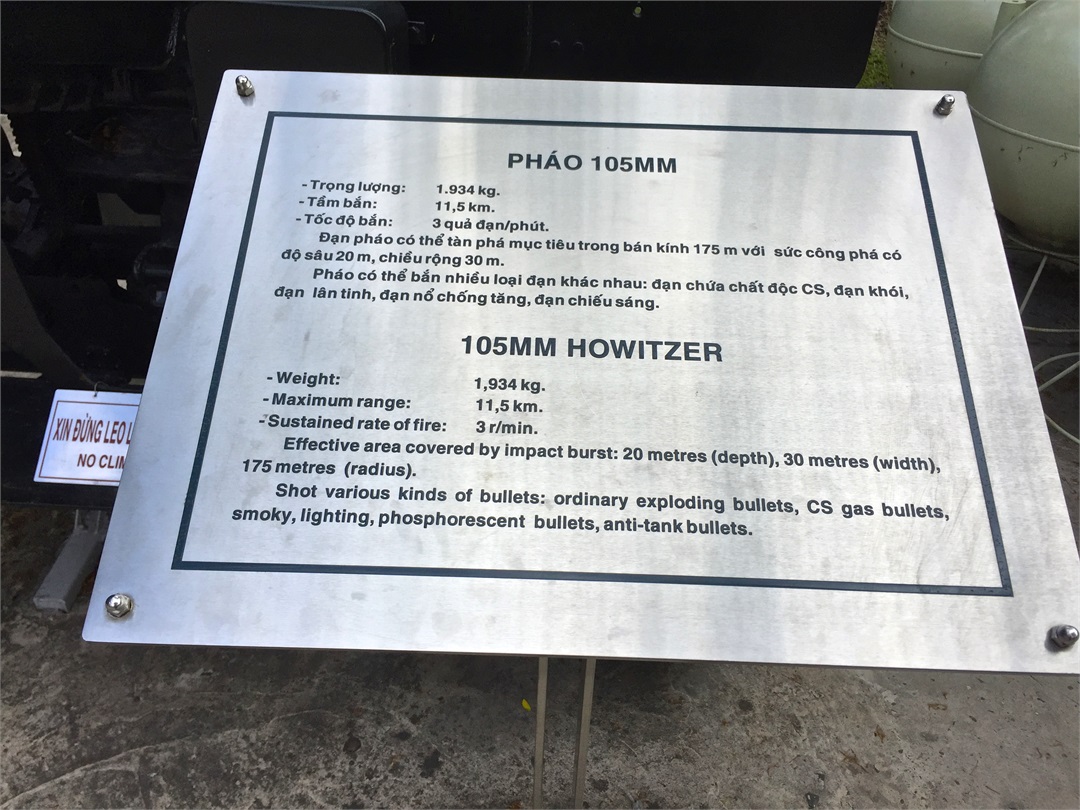 PHÁO 105MM
- Trọng lượng: 1.934 kg.
- Tầm bắn: 11,5 km.
- Tốc độ bắn: 3 quả đạn/phút.
Đạn pháo có thể tàn phá mục tiêu trong bán kính 175 m với sức công phá có
độ sâu 20 m, chiều rộng 30 m.
Pháo có thể bắn nhiều loại đạn khác nhau: đạn chứa chất độc CS, đạn khói,
đạn lân tinh, đạn nổ chống tăng, đạn chiếu sáng.
105MM HOWITZER
- Weight: 1,934 kg.
- Maximum range: 11,5 km.
- Sustained rate of fire: 3 r/min.
Effective area covered by impact burst: 20 metres (depth), 30 metres (width),
175 metres (radius).
Shot various kinds of bullets: ordinary exploding bullets, CS gas bullets,
smoky, lighting, phosphorescent bullets, anti-tank bullets.
XIN ĐỪNG LEO
NO